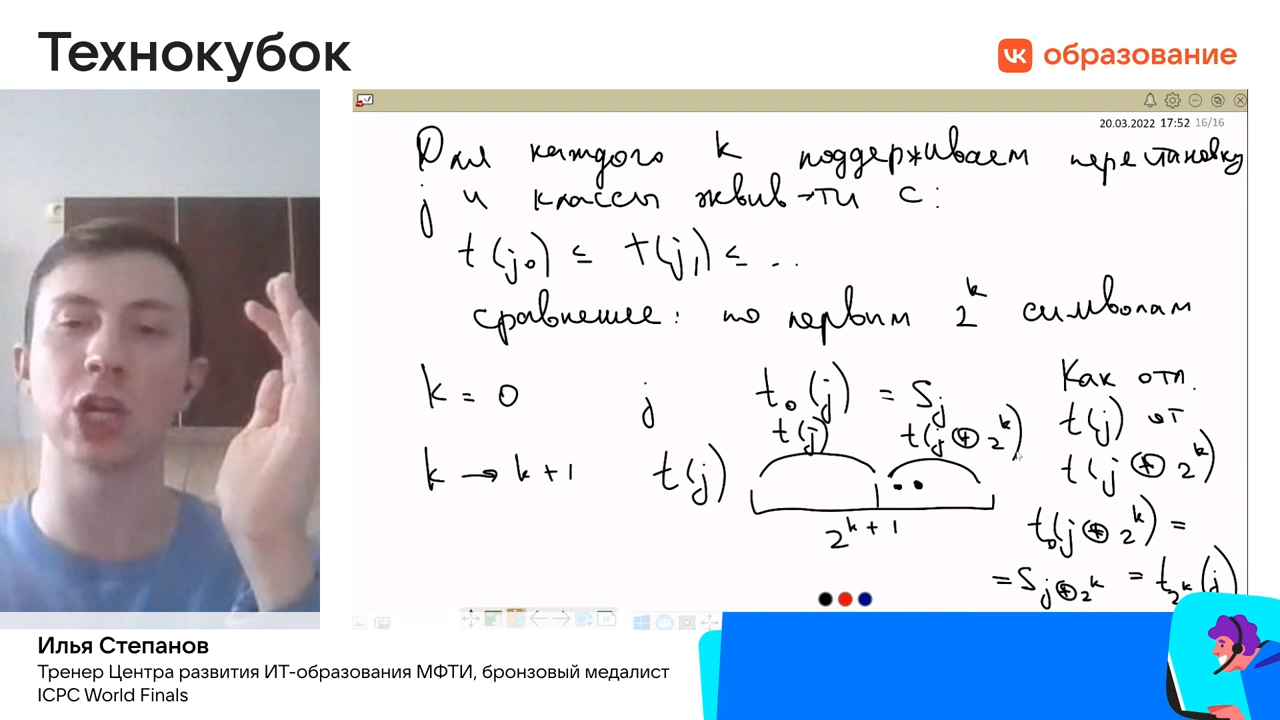 Технокубок
VK образование
20.03.2022 17:52 16/16
Для каждого k поддерживаем перестановку
j и классы эквив-ти c:
t(j₀) ≤ t(j₁) ≤ ...
сравнение: по первым 2^k символам
k = 0 j t₀(j) = S_j
k → k+1 t(j)
t(j) t(j ⊕ 2^k)
2^{k+1}
Как отл.
t(j) от
t(j ⊕ 2^k)
t₀(j ⊕ 2^k) =
= S_{j⊕2^k} = t_{2^k}(j)
Илья Степанов
Тренер Центра развития ИТ-образования МФТИ, бронзовый медалист
ICPC World Finals